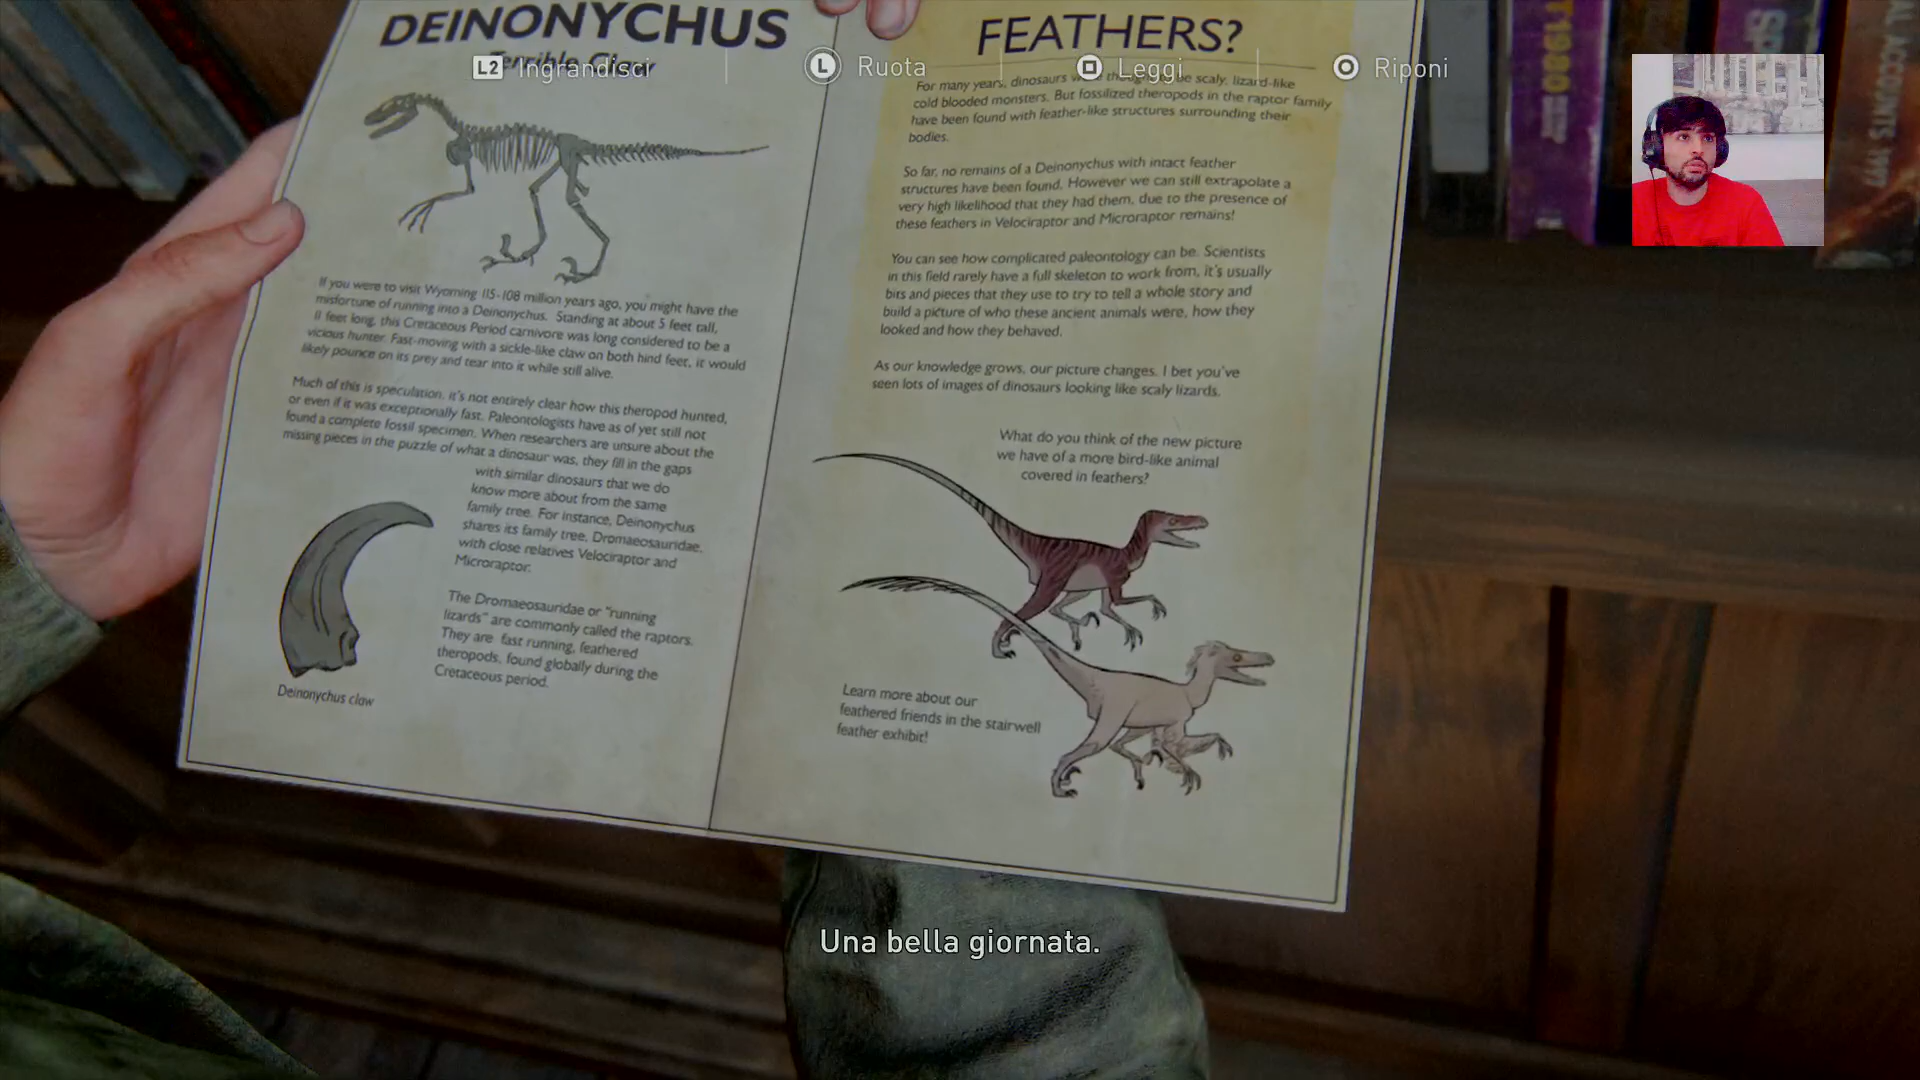 DEINONYCHUS
Terrible Claw
L2 Ingrandisci
L Ruota
Leggi
Riponi
If you were to visit Wyoming 115-108 million years ago, you might have the
misfortune of running into a Deinonychus. Standing at about 5 feet tall,
11 feet long, this Cretaceous Period carnivore was long considered to be a
vicious hunter. Fast-moving with a sickle-like claw on both hind feet, it would
likely pounce on its prey and tear into it while still alive.
Much of this is speculation, it's not entirely clear how this theropod hunted,
or even if it was exceptionally fast. Paleontologists have as of yet still not
found a complete fossil specimen. When researchers are unsure about the
missing pieces in the puzzle of what a dinosaur was, they fill in the gaps
with similar dinosaurs that we do
know more about from the same
family tree. For instance, Deinonychus
shares its family tree, Dromaeosauridae,
with close relatives Velociraptor and
Microraptor.
The Dromaeosauridae or "running
lizards" are commonly called the raptors.
They are fast running, feathered
theropods, found globally during the
Cretaceous period.
Deinonychus claw
FEATHERS?
For many years, dinosaurs were thought to be scaly, lizard-like
cold blooded monsters. But fossilized theropods in the raptor family
have been found with feather-like structures surrounding their
bodies.
So far, no remains of a Deinonychus with intact feather
structures have been found. However we can still extrapolate a
very high likelihood that they had them, due to the presence of
these feathers in Velociraptor and Microraptor remains!
You can see how complicated paleontology can be. Scientists
in this field rarely have a full skeleton to work from, it's usually
bits and pieces that they use to try to tell a whole story and
build a picture of who these ancient animals were, how they
looked and how they behaved.
As our knowledge grows, our picture changes. I bet you've
seen lots of images of dinosaurs looking like scaly lizards.
What do you think of the new picture
we have of a more bird-like animal
covered in feathers?
Learn more about our
feathered friends in the stairwell
feather exhibit!
T1980
ACCOUNTS 1997
Una bella giornata.